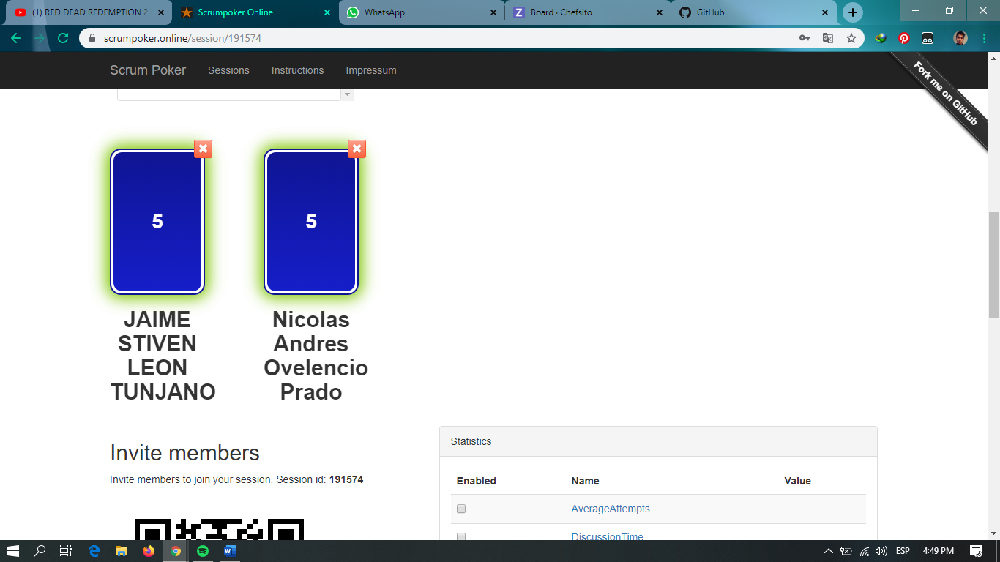 (1) RED DEAD REDEMPTION 2
Scrumpoker Online
WhatsApp
Board · Chefsito
GitHub
scrumpoker.online/session/191574
Scrum Poker
Sessions
Instructions
Impressum
Fork me on GitHub
5
5
JAIME
STIVEN
LEON
TUNJANO
Nicolas
Andres
Ovelencio
Prado
Invite members
Invite members to join your session. Session id: 191574
Statistics
Enabled Name Value
AverageAttempts
DiscussionTime
ESP
4:49 PM